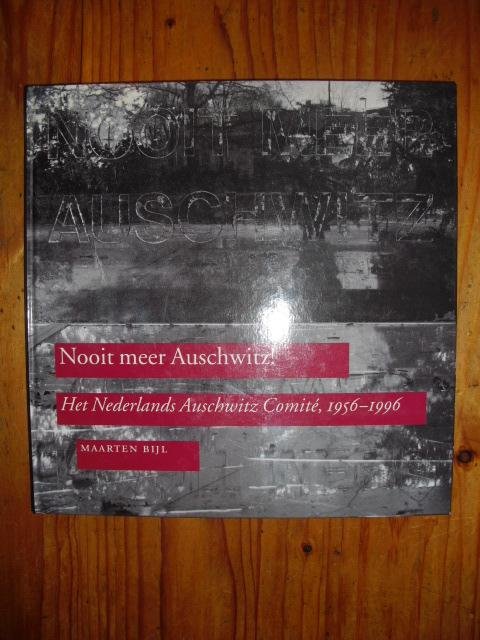 NOOIT MEER
AUSCHWITZ
Nooit meer Auschwitz!
Het Nederlands Auschwitz Comité, 1956–1996
MAARTEN BIJL